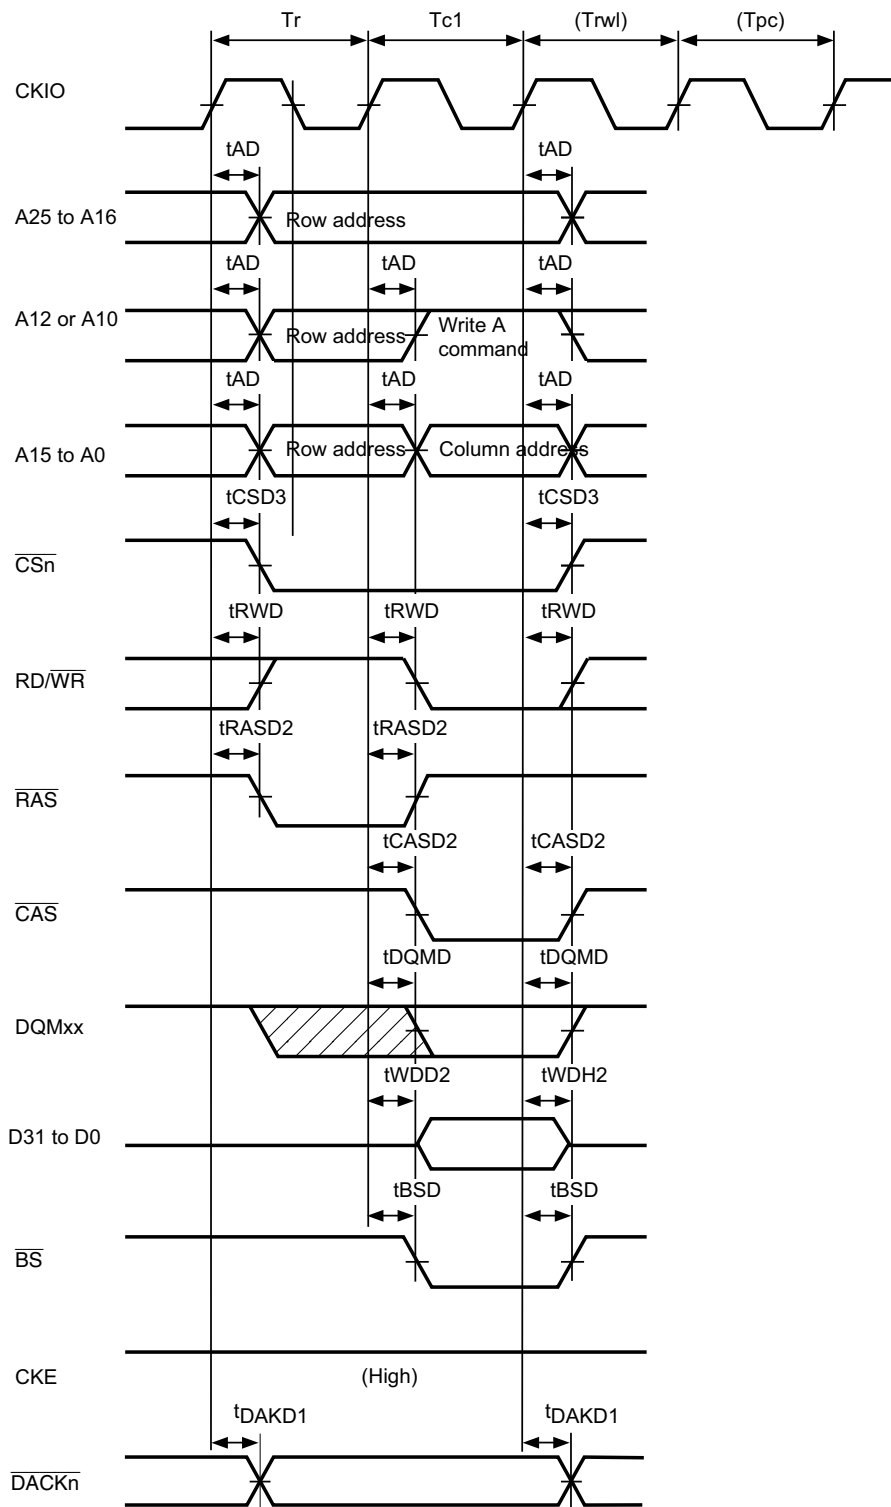 Tr Tc1 (Trwl) (Tpc)
CKIO
tAD tAD
A25 to A16
Row address
tAD tAD tAD
A12 or A10
Row address
Write A
command
tAD tAD tAD
A15 to A0
Row address Column address
tCSD3 tCSD3
CSn
tRWD tRWD tRWD
RD/WR
tRASD2 tRASD2
RAS
tCASD2 tCASD2
CAS
tDQMD tDQMD
DQMxx
tWDD2 tWDH2
D31 to D0
tBSD tBSD
BS
CKE
(High)
tDAKD1 tDAKD1
DACKn